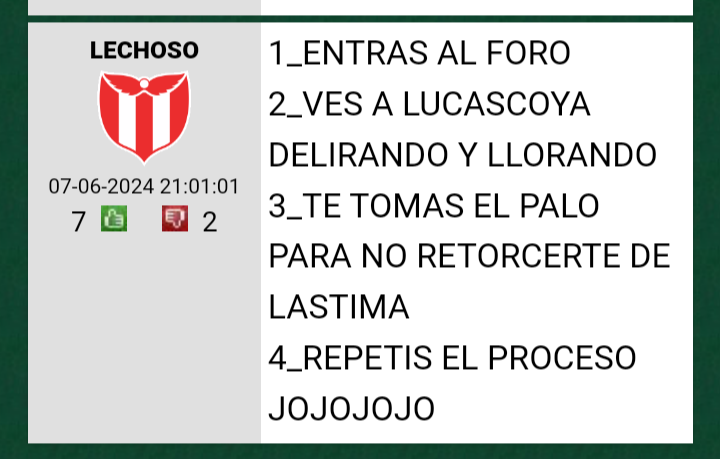 LECHOSO
07-06-2024 21:01:01
7 2
1_ENTRAS AL FORO
2_VES A LUCASCOYA
DELIRANDO Y LLORANDO
3_TE TOMAS EL PALO
PARA NO RETORCERTE DE
LASTIMA
4_REPETIS EL PROCESO
JOJOJOJO